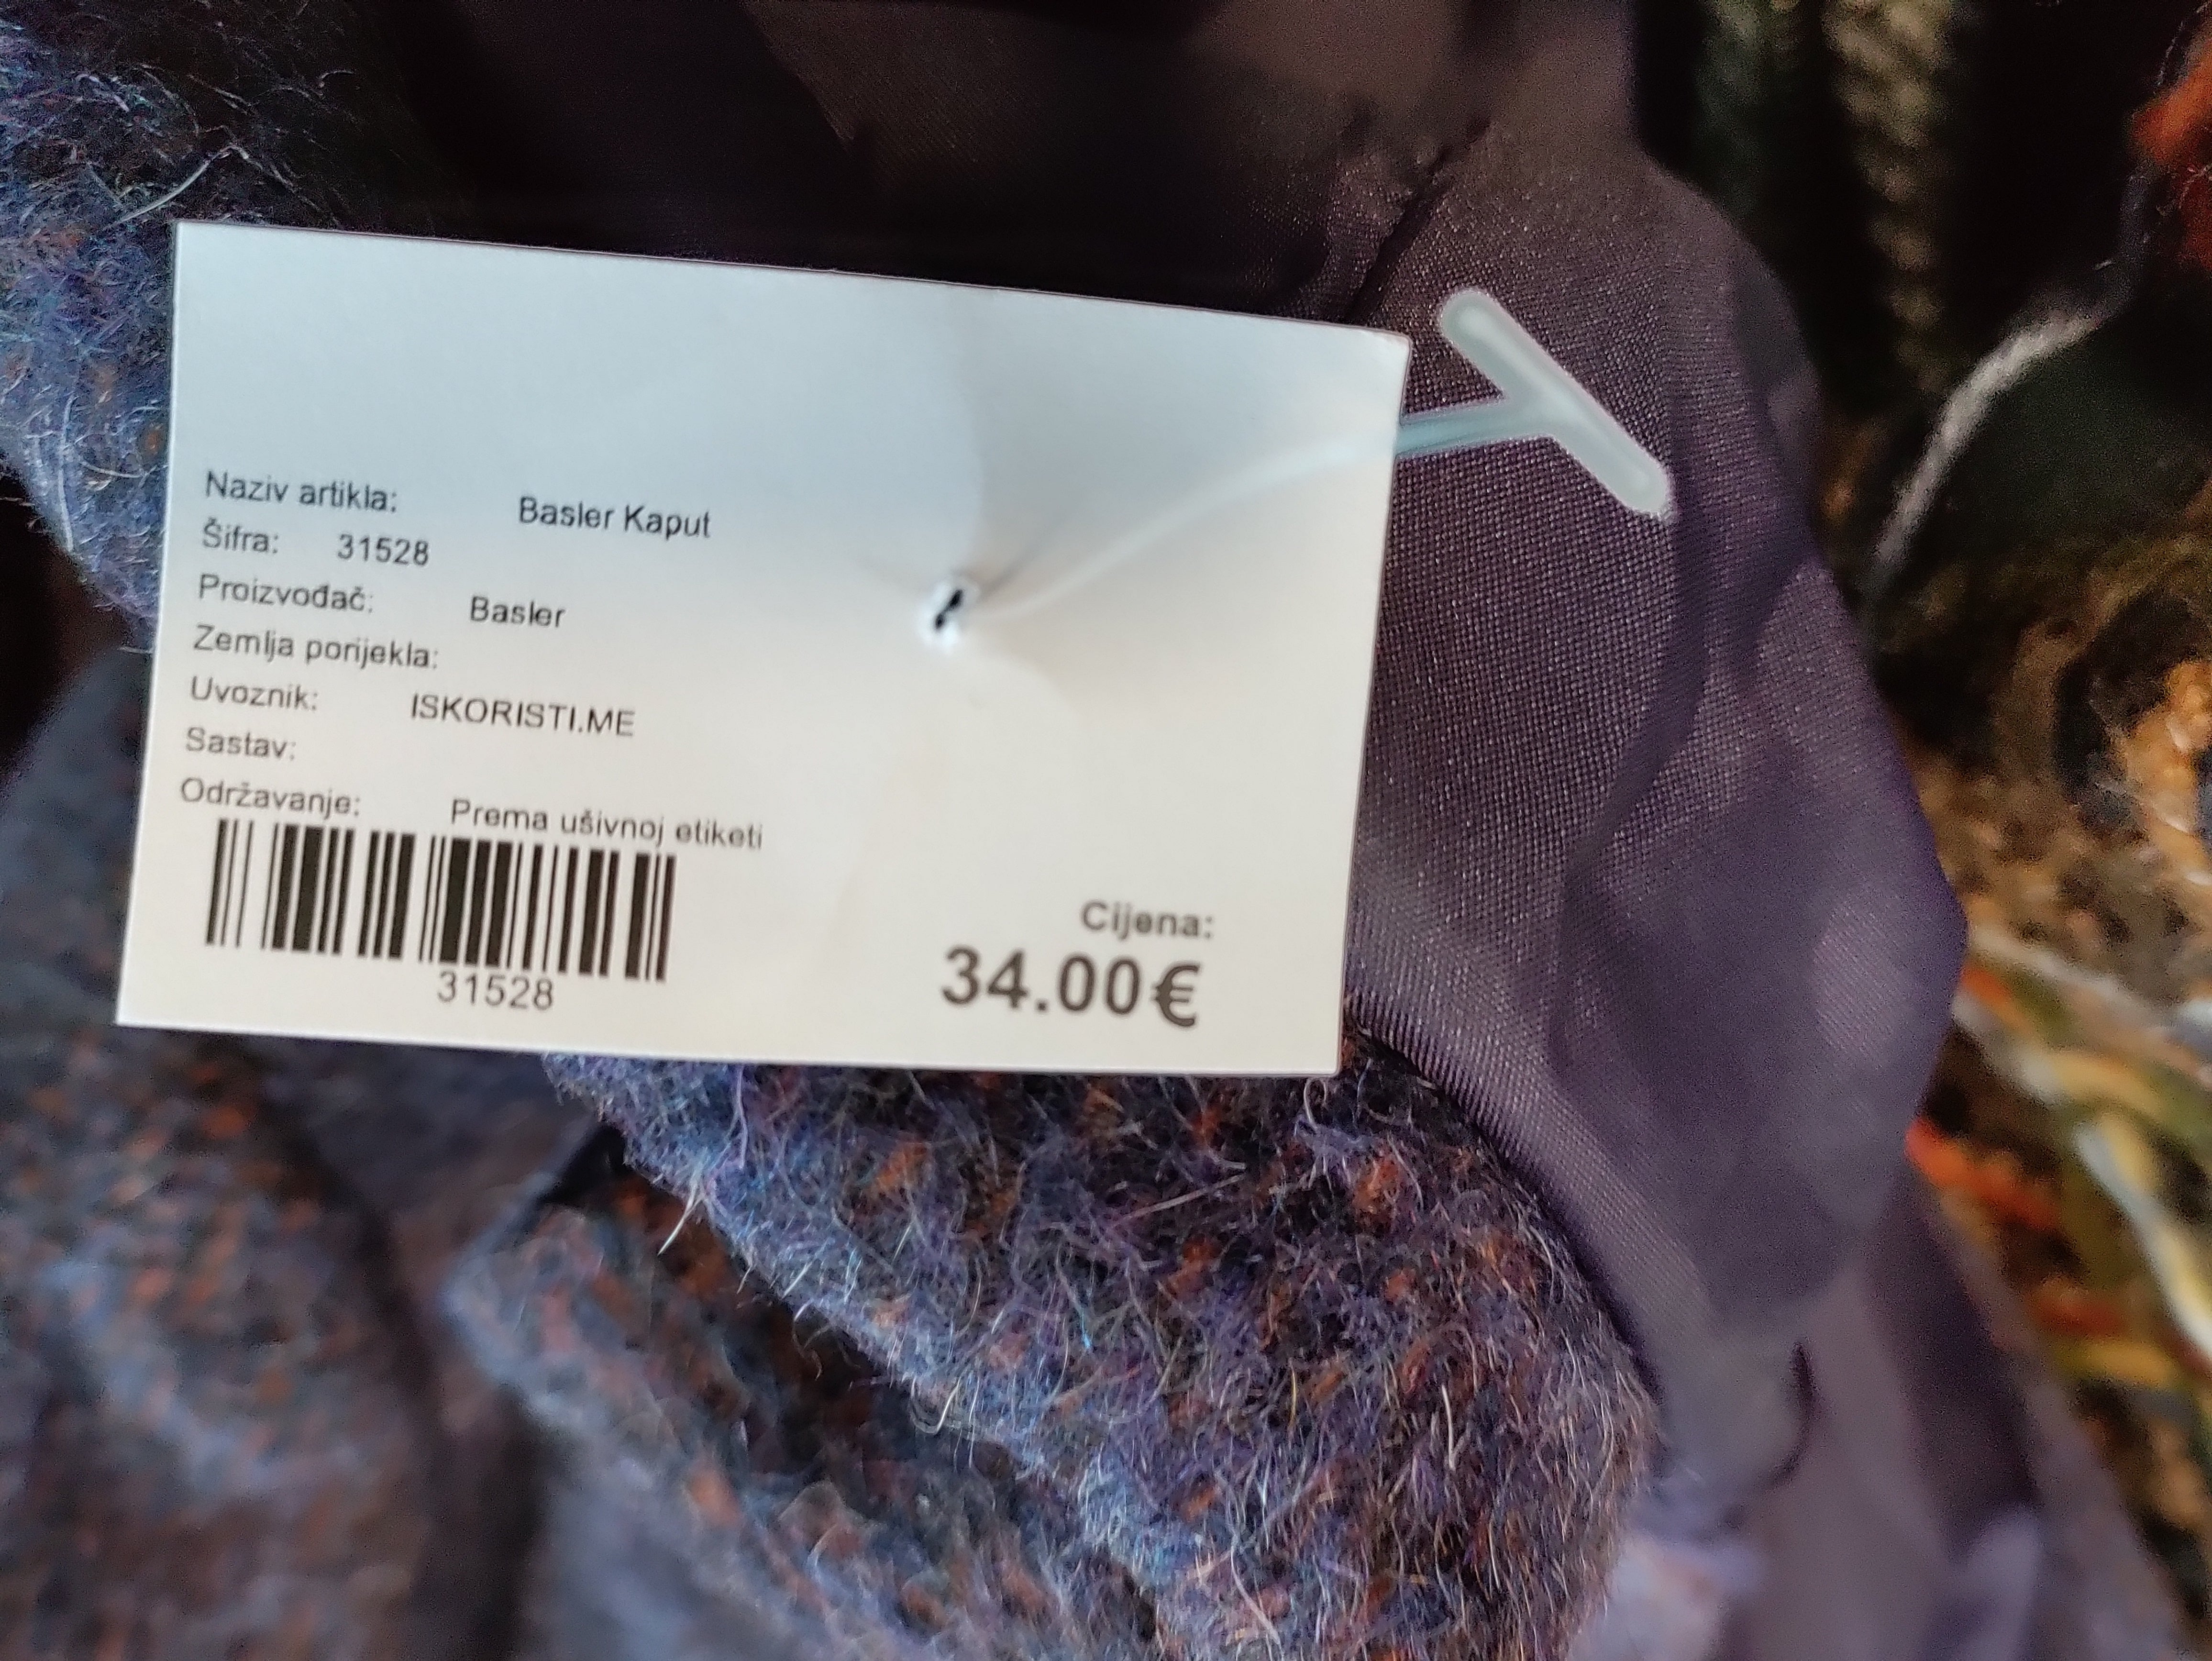 Naziv artikla: Basler Kaput
Šifra: 31528
Proizvođač: Basler
Zemlja porijekla:
Uvoznik: ISKORISTI.ME
Sastav:
Održavanje: Prema ušivnoj etiketi
31528
Cijena:
34.00€